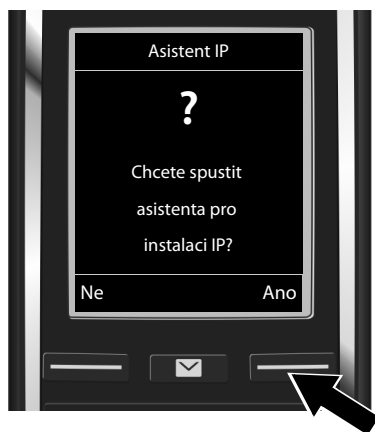 Asistent IP
?
Chcete spustit
asistenta pro
instalaci IP?
Ne Ano